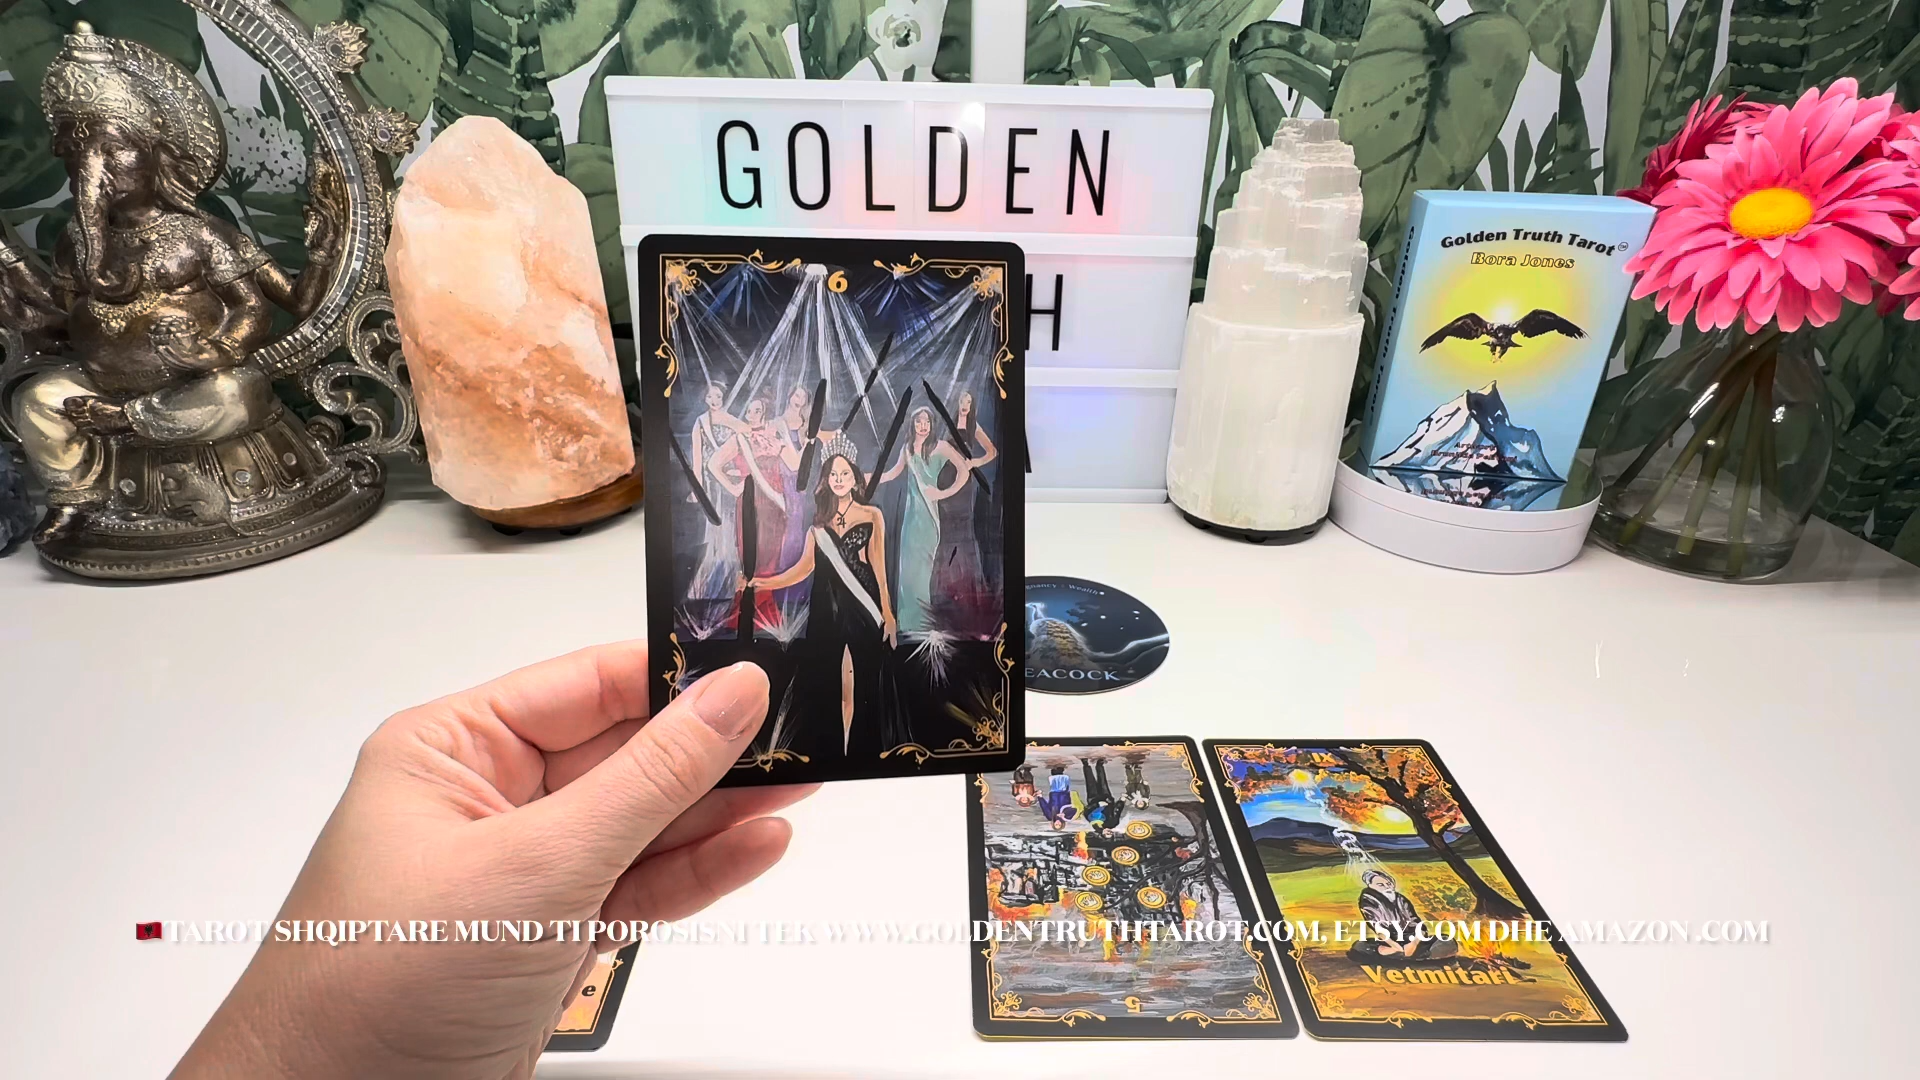 GOLDEN
H
6
Golden Truth Tarot
Bora Jones
Wealth
EACOCK
IX
TAROT SHQIPTARE MUND TI POROSISNI TEK WWW.GOLDENTRUTHTAROT.COM, ETSY.COM DHE AMAZON .COM
Vetmitari
e
5